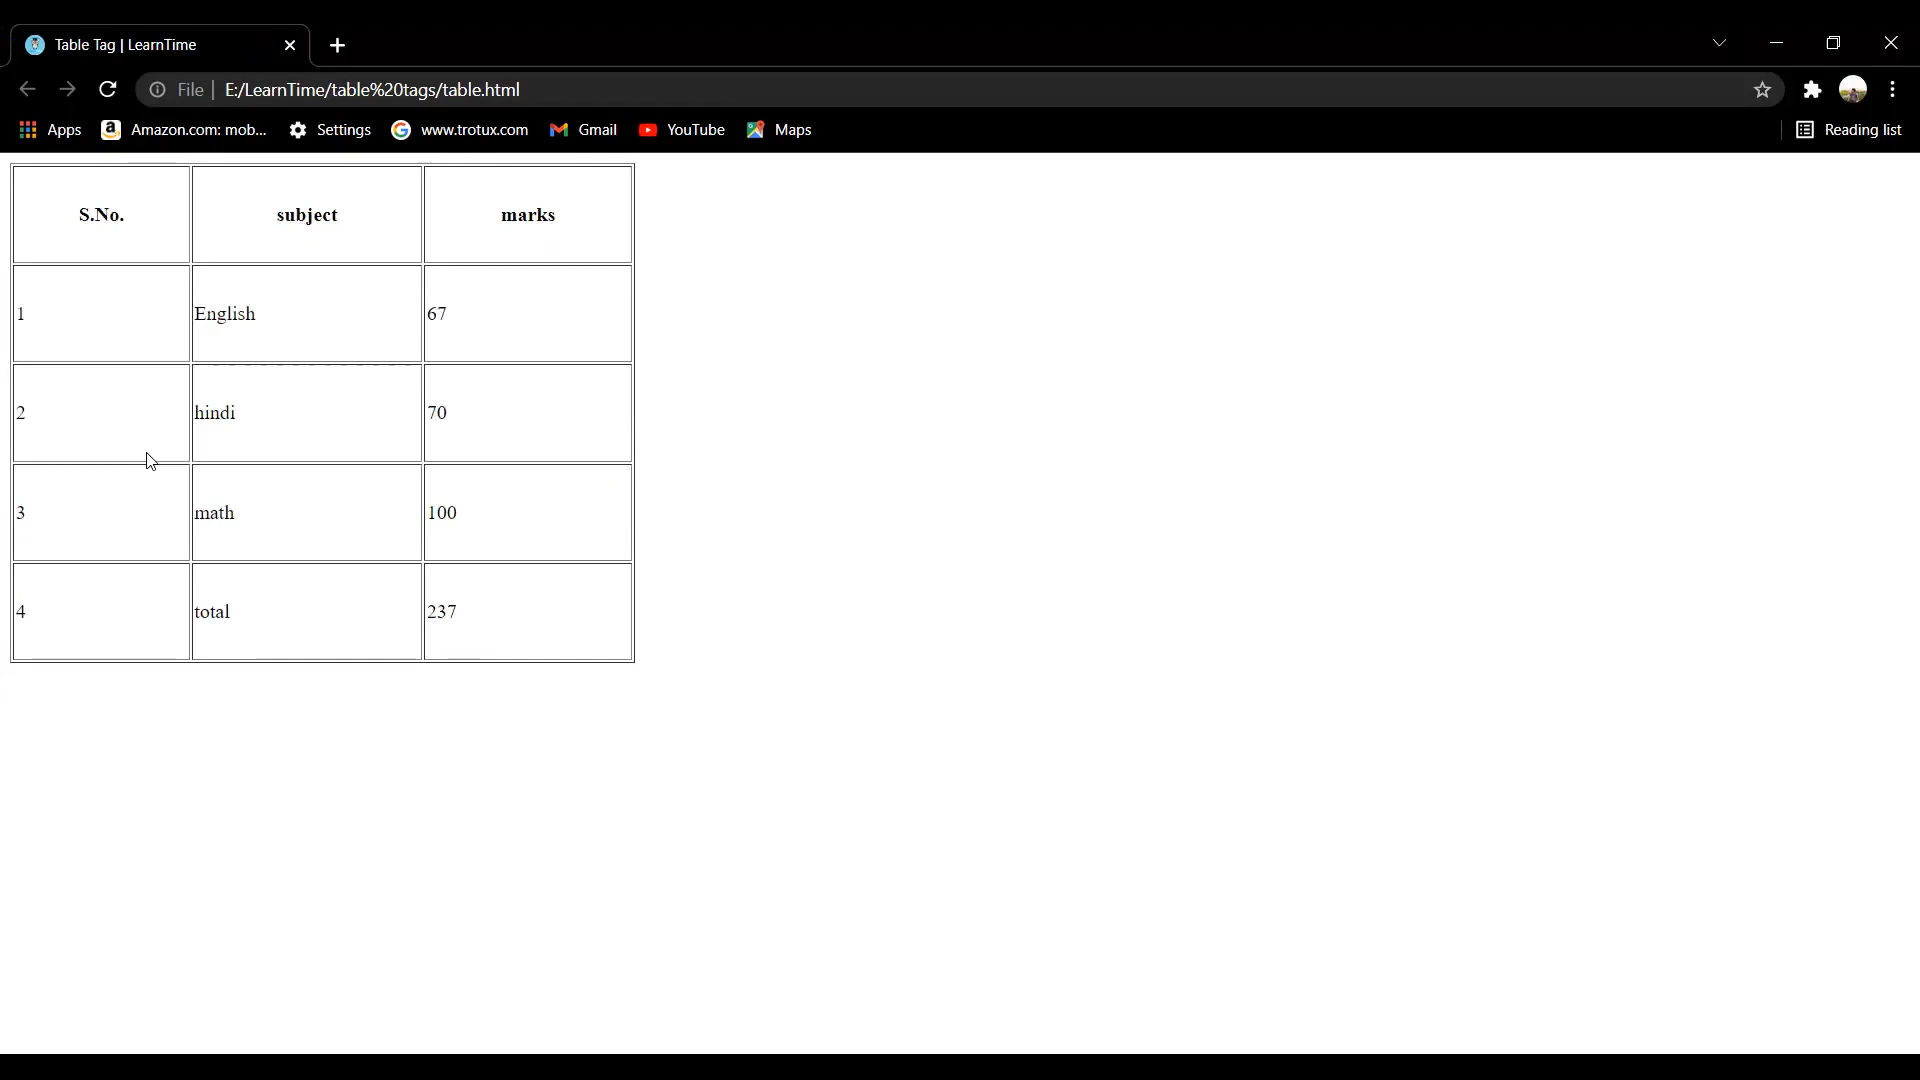 Table Tag | LearnTime
File | E:/LearnTime/table%20tags/table.html
Apps Amazon.com: mob... Settings www.trotux.com Gmail YouTube Maps Reading list
S.No. subject marks
1 English 67
2 hindi 70
3 math 100
4 total 237